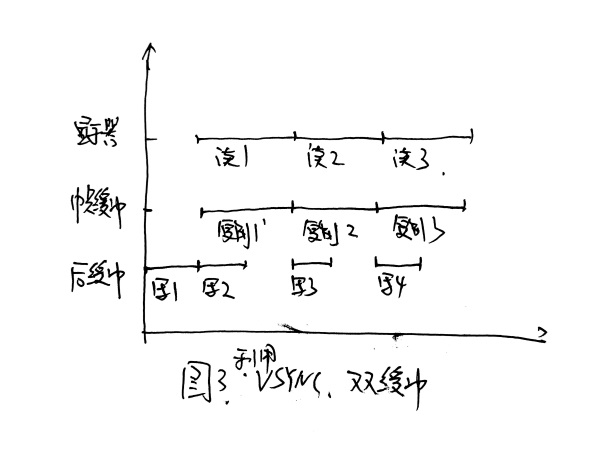 显示器
读1 读2 读3.
帧缓冲
复制1' 复制2 复制3
后缓冲
写1 写2 写3 写4
图3. 利用VSYNC、双缓冲